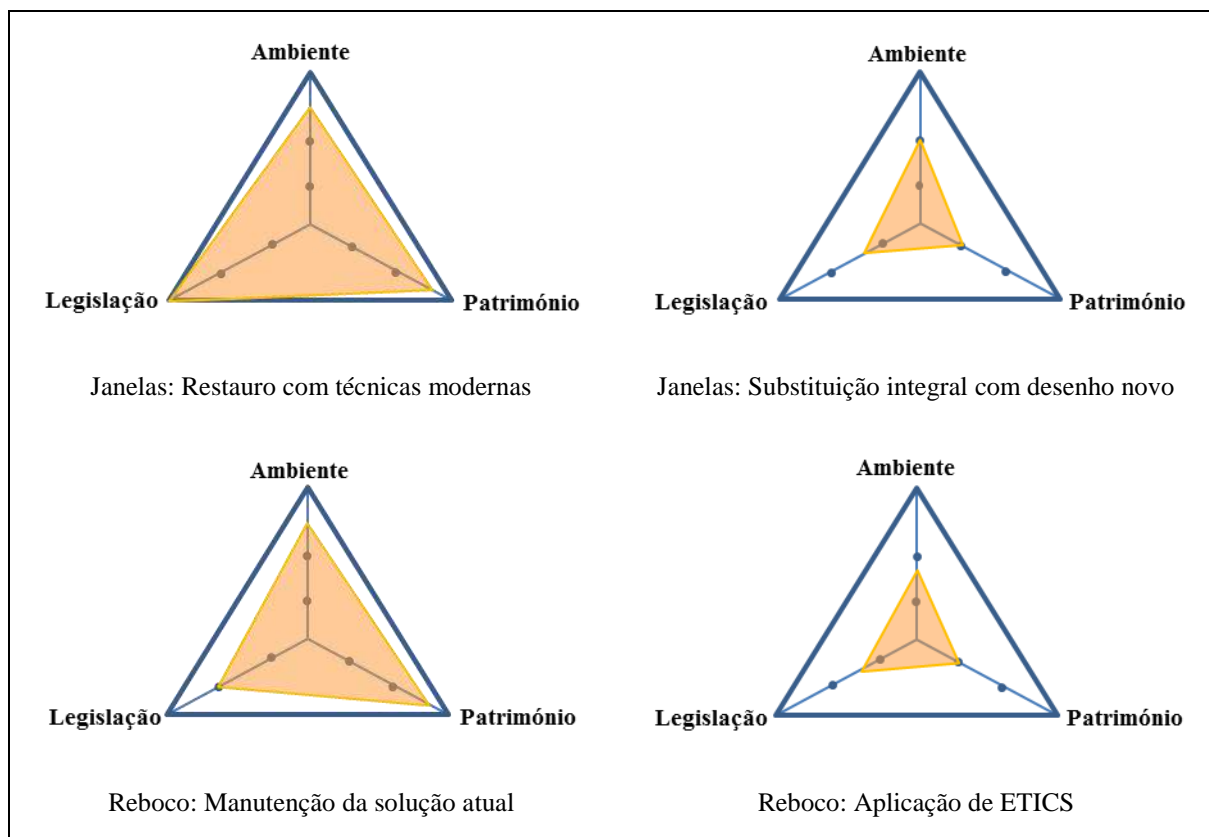 Ambiente
Ambiente
Legislação
Património
Legislação
Património
Janelas: Restauro com técnicas modernas
Janelas: Substituição integral com desenho novo
Ambiente
Ambiente
Legislação
Património
Legislação
Património
Reboco: Manutenção da solução atual
Reboco: Aplicação de ETICS